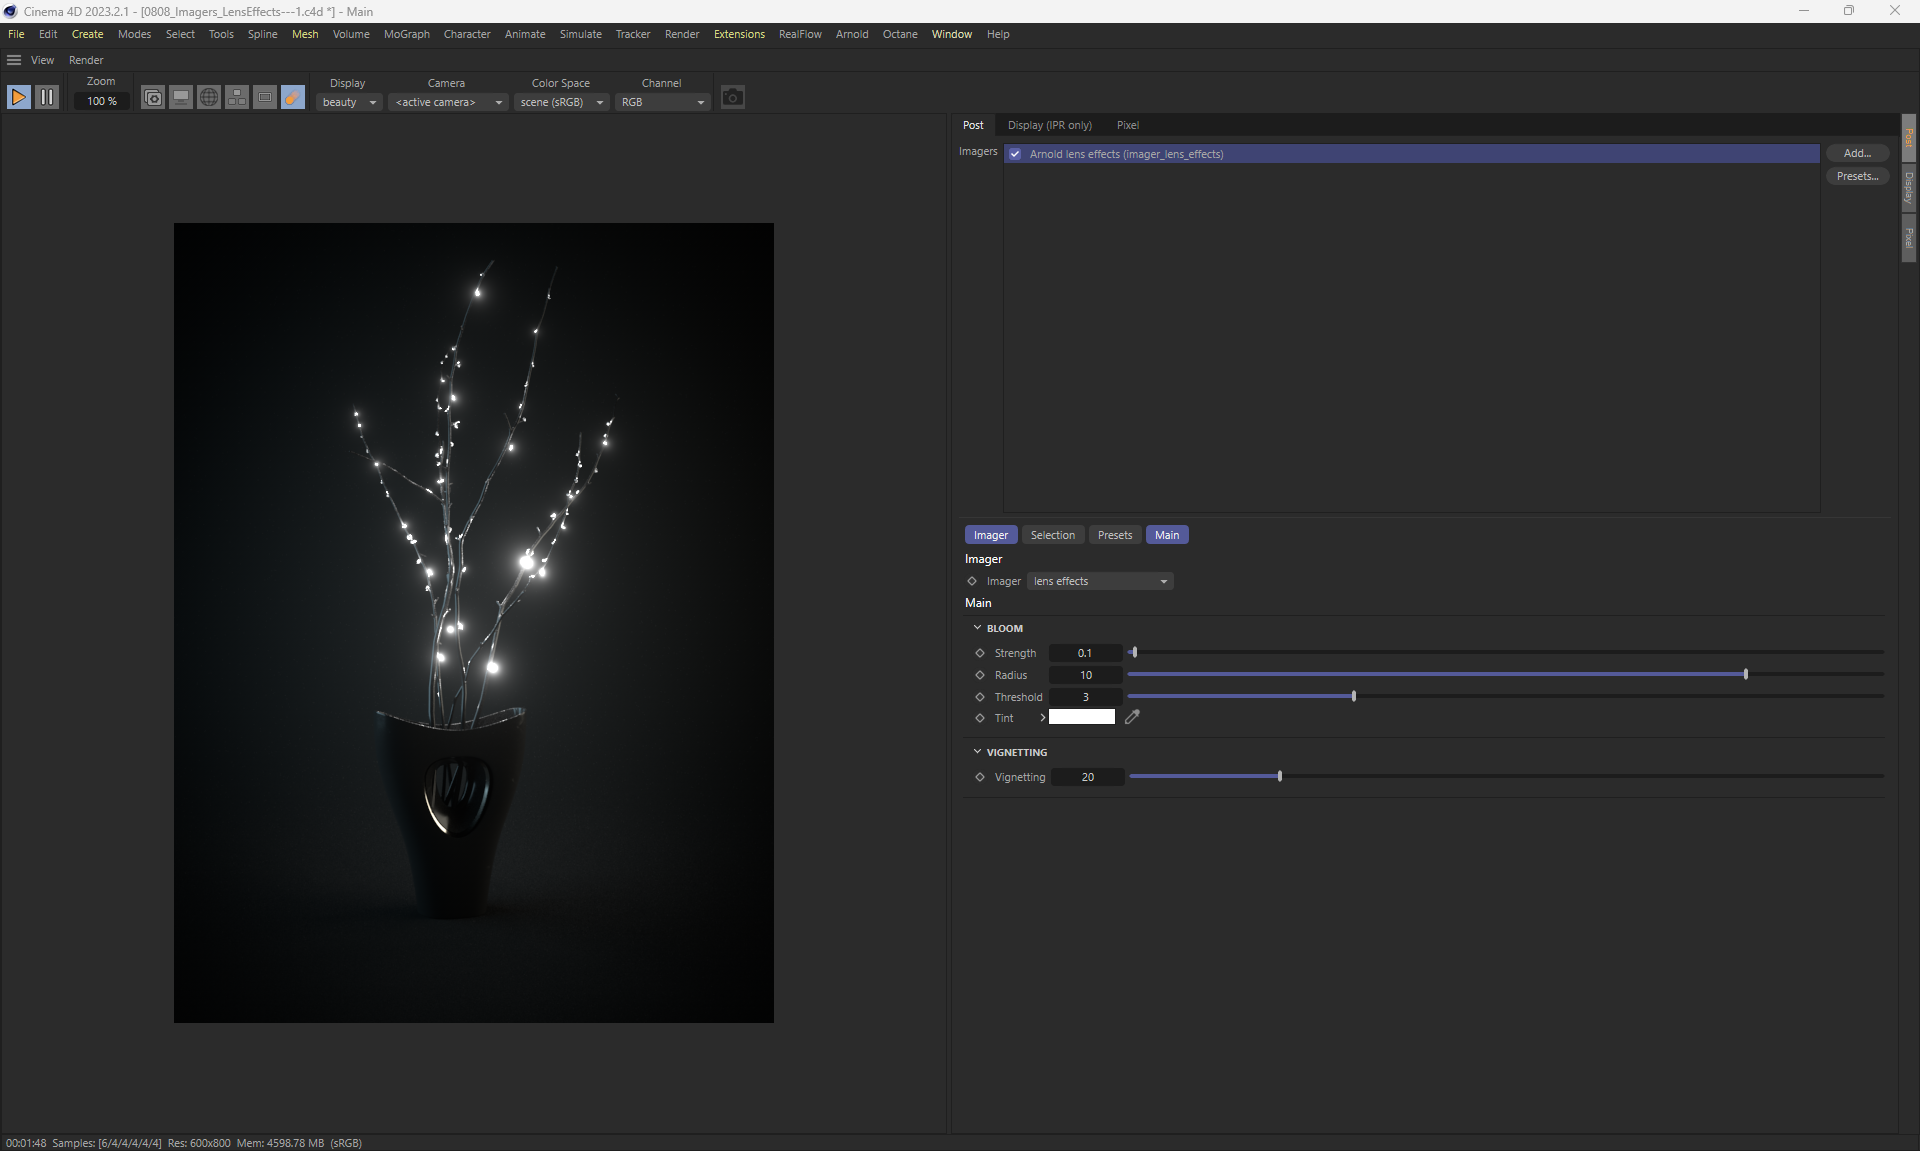 Cinema 4D 2023.2.1 - [0808_Imagers_LensEffects---1.c4d *] - Main
File Edit Create Modes Select Tools Spline Mesh Volume MoGraph Character Animate Simulate Tracker Render Extensions RealFlow Arnold Octane Window Help
View Render
Zoom Display Camera Color Space Channel
100 % beauty <active camera> scene (sRGB) RGB
Post Display (IPR only) Pixel
Imagers Arnold lens effects (imager_lens_effects) Add...
Presets...
Post
Display
Pixel
Imager Selection Presets Main
Imager
Imager lens effects
Main
BLOOM
Strength 0.1
Radius 10
Threshold 3
Tint
VIGNETTING
Vignetting 20
00:01:48 Samples: [6/4/4/4/4/4] Res: 600x800 Mem: 4598.78 MB (sRGB)